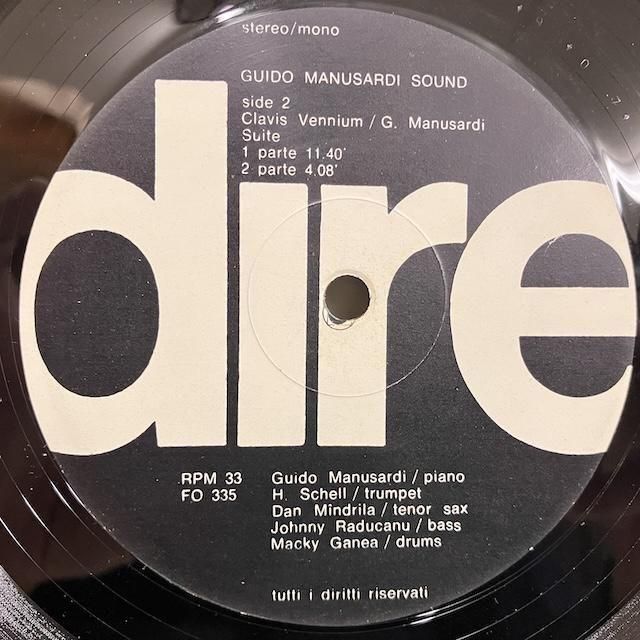 stereo/mono
GUIDO MANUSARDI SOUND
side 2
Clavis Vennium / G. Manusardi
Suite
1 parte 11.40'
2 parte 4.08'
dire
RPM 33
FO 335
Guido Manusardi / piano
H. Schell / trumpet
Dan Mindrila / tenor sax
Johnny Raducanu / bass
Macky Ganea / drums
tutti i diritti riservati